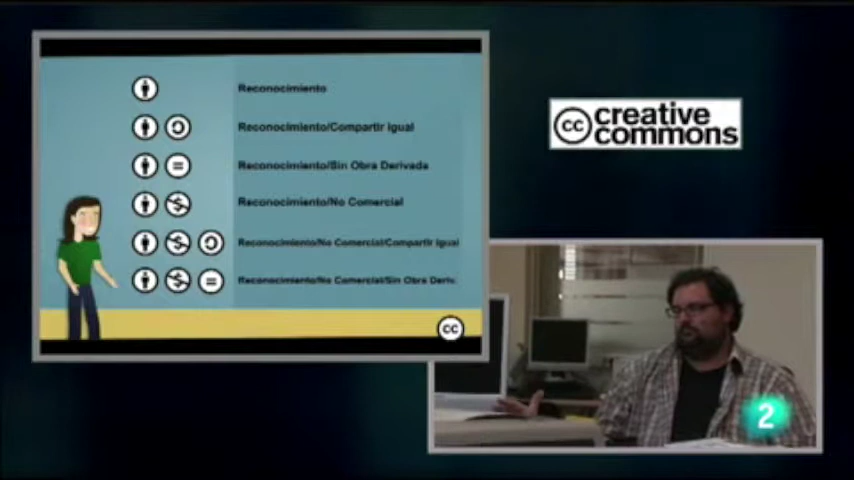 Reconocimiento
Reconocimiento/Compartir Igual
Reconocimiento/Sin Obra Derivada
Reconocimiento/No Comercial
Reconocimiento/No Comercial/Compartir Igual
Reconocimiento/No Comercial/Sin Obra Deriv
cc
cc creative
commons
2